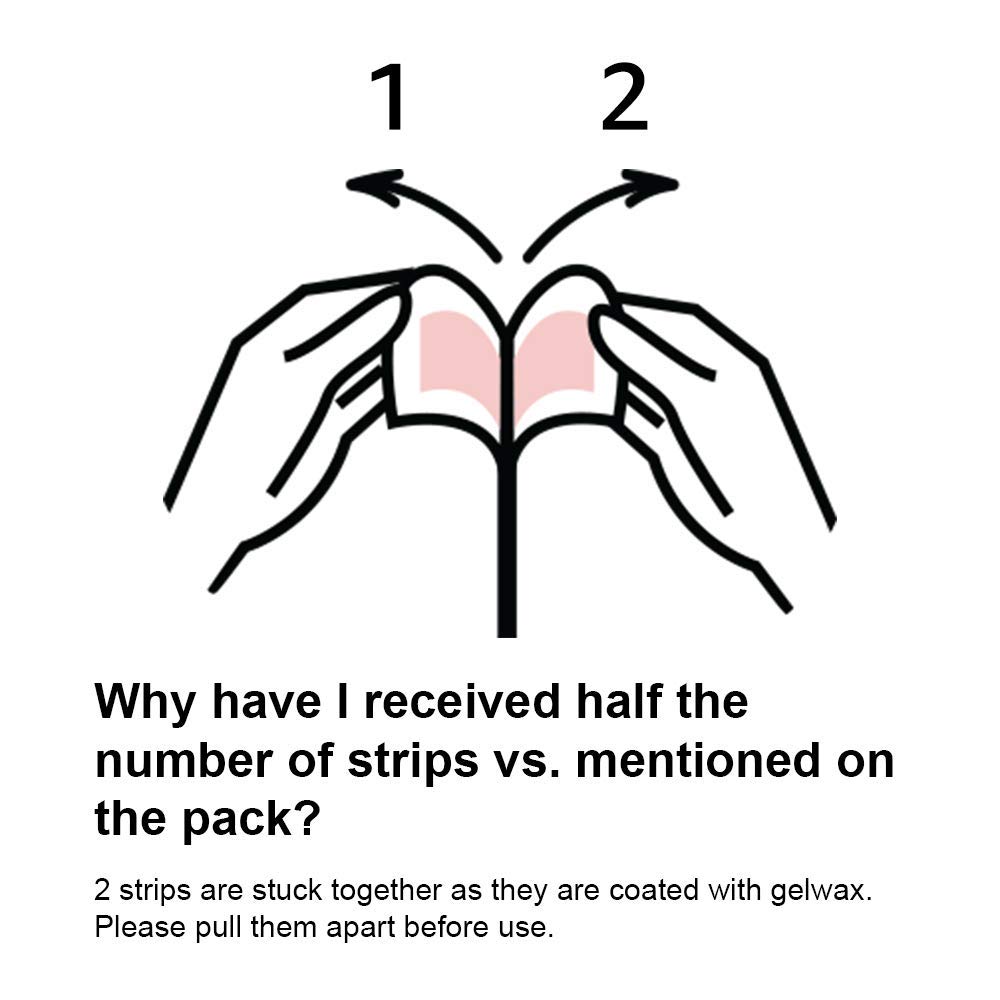 1 2
Why have I received half the
number of strips vs. mentioned on
the pack?
2 strips are stuck together as they are coated with gelwax.
Please pull them apart before use.